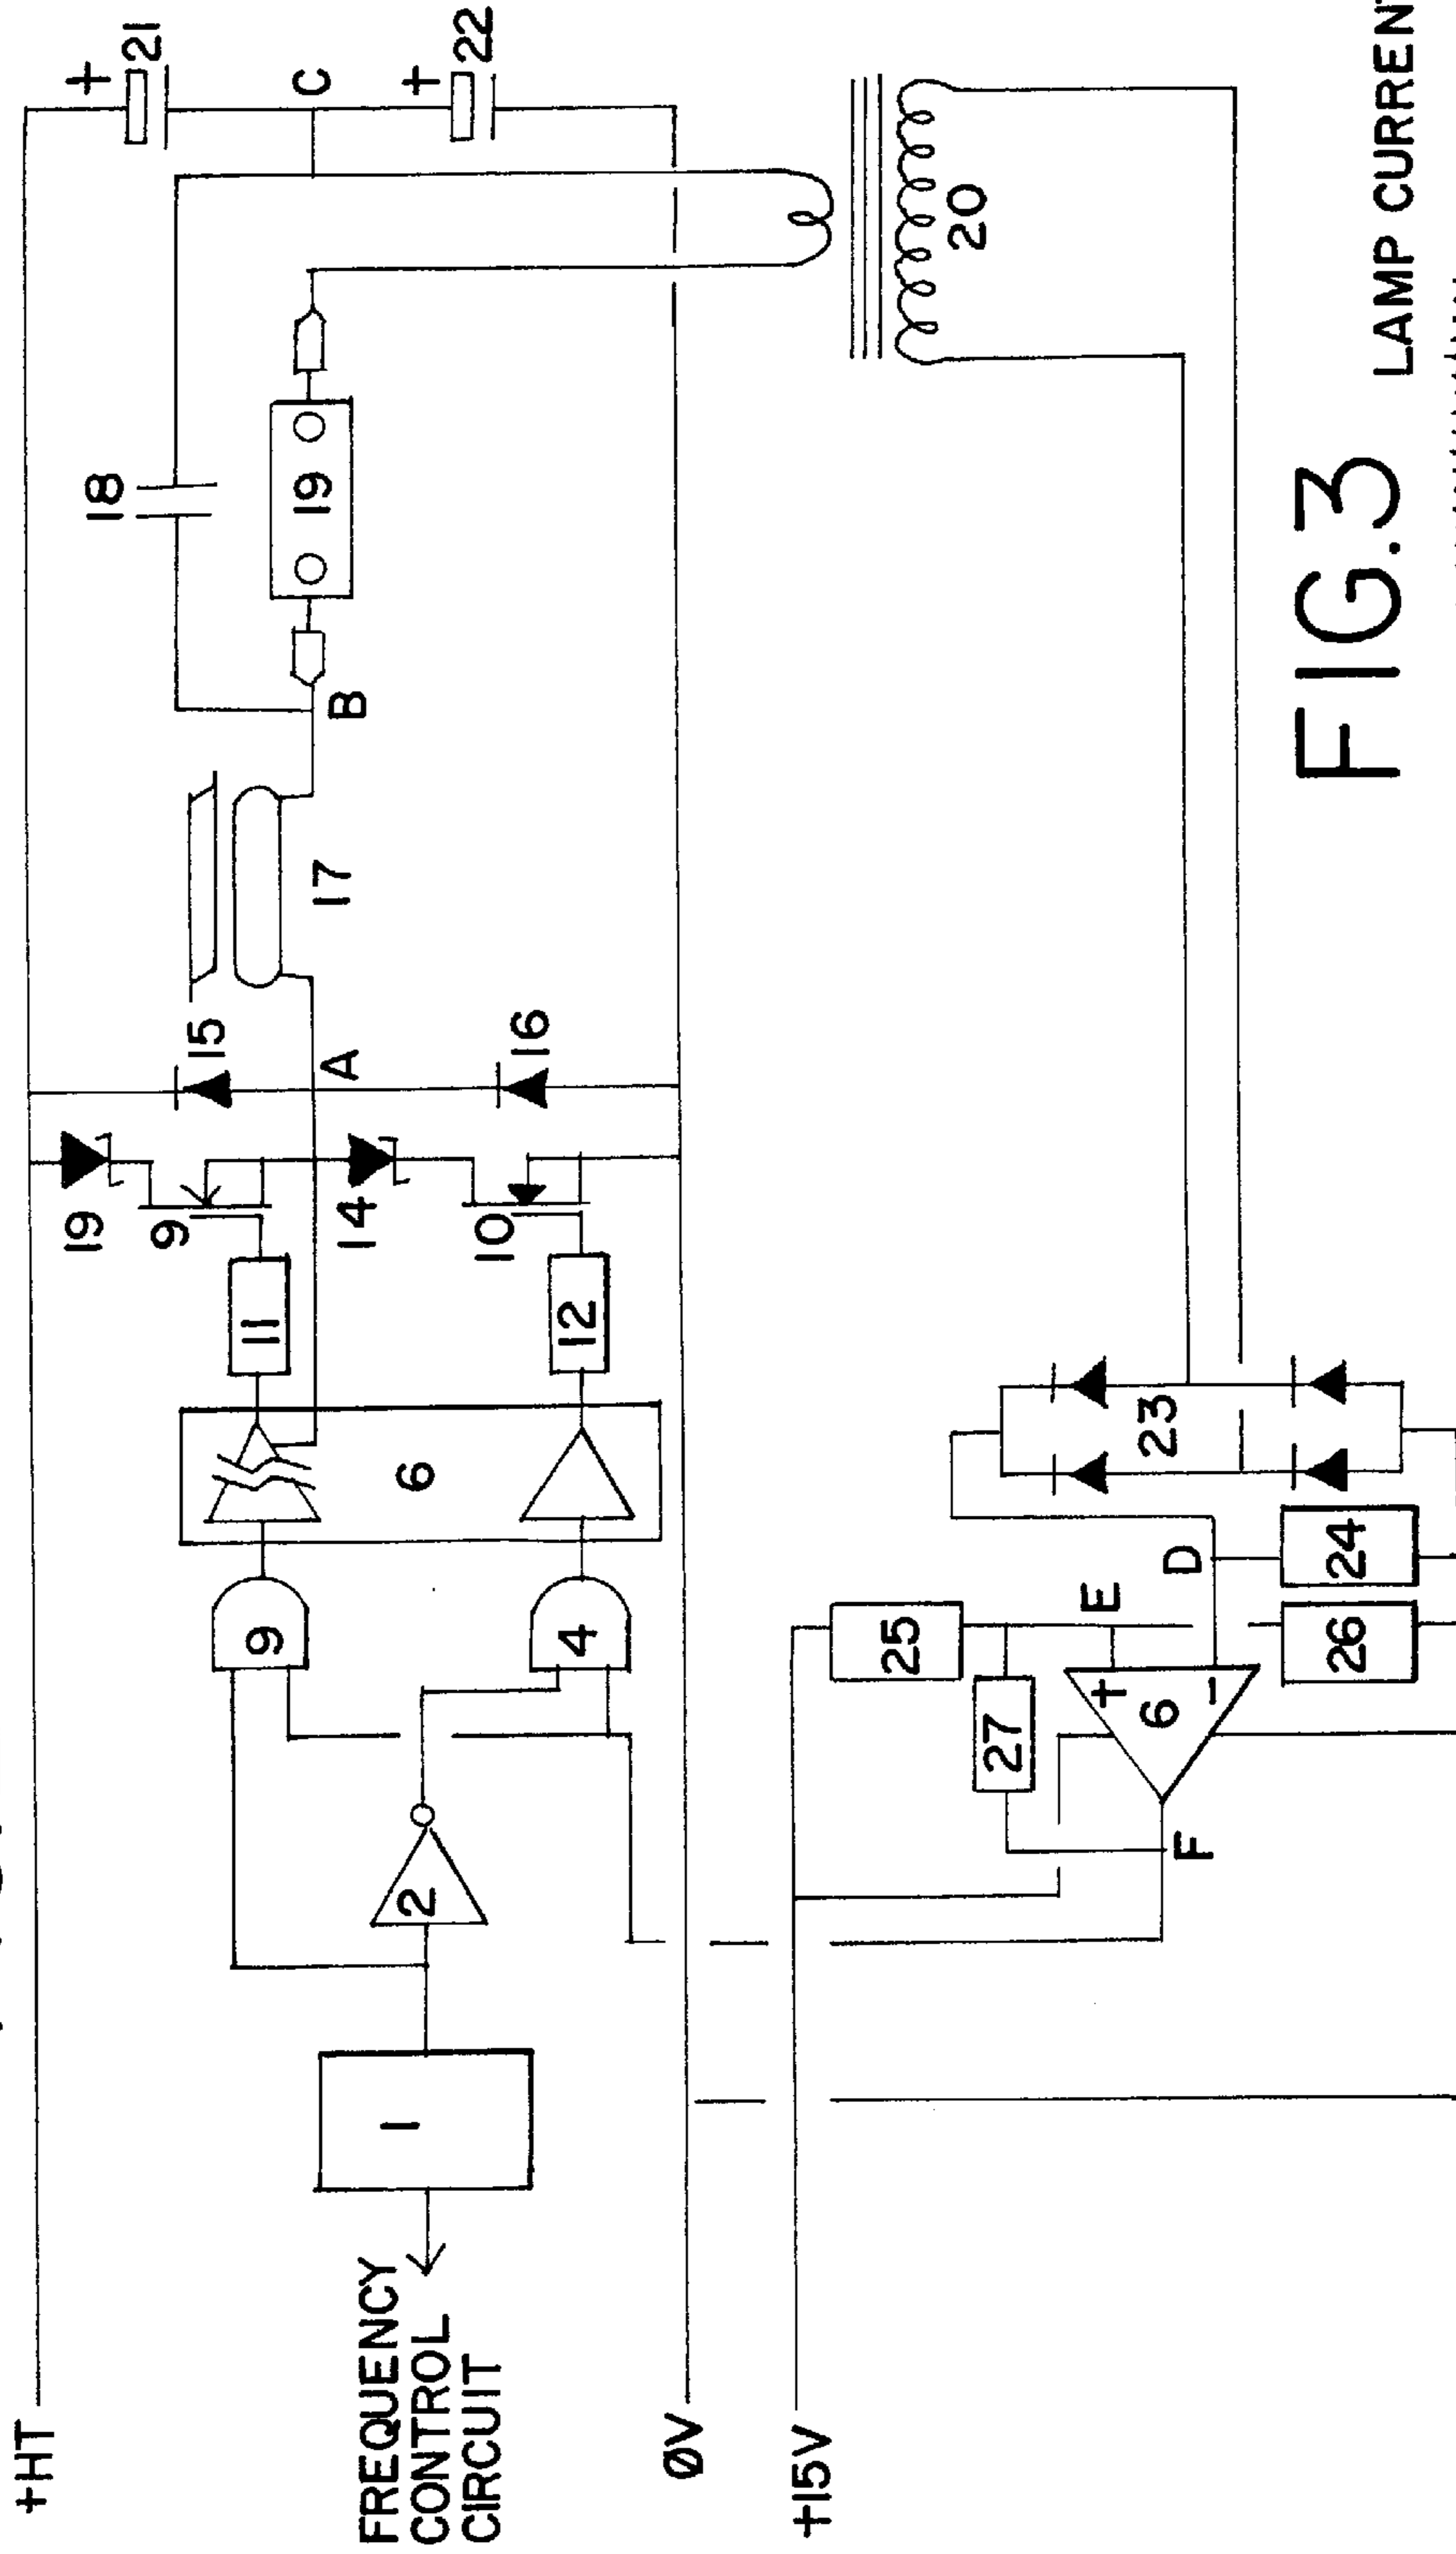 +HT
FREQUENCY
CONTROL
CIRCUIT
ØV
+15V
1
2
9
4
6
11
12
19
9
14
10
15
16
A
17
B
18
19
+
21
C
+
22
20
23
D
24
E
25
26
27
+
6
−
F
FIG.3
LAMP CURRENT